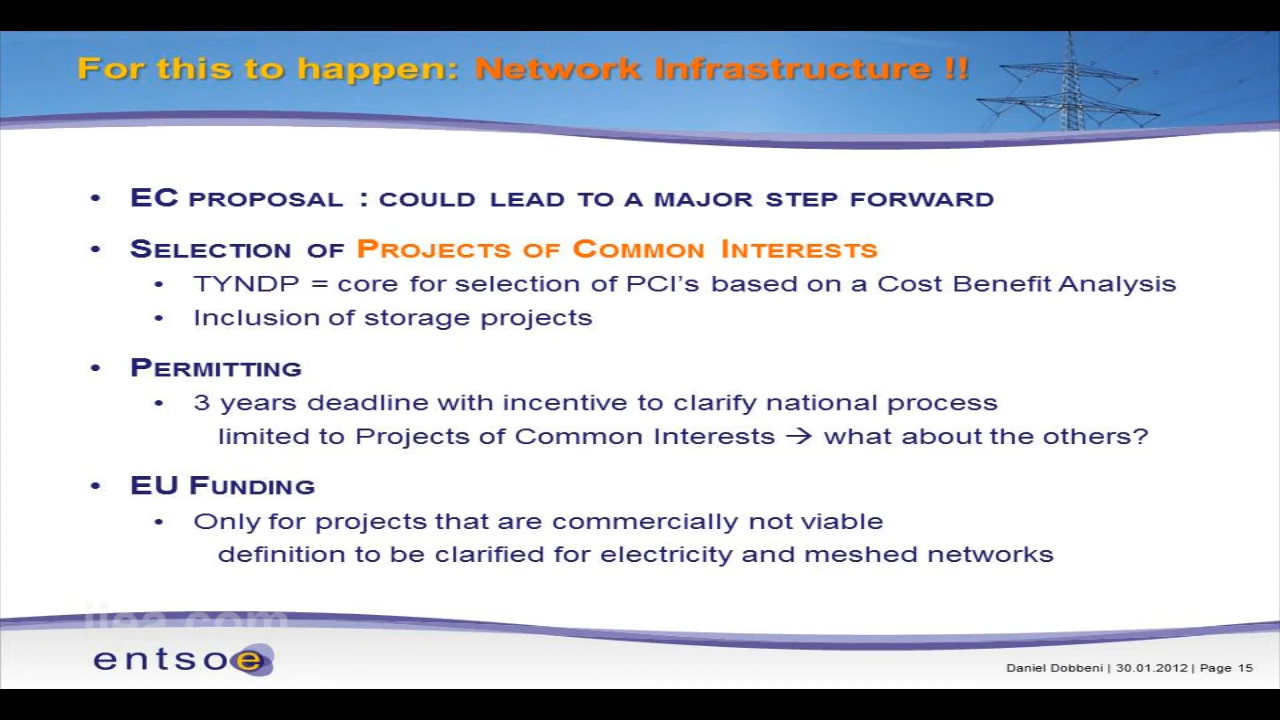 For this to happen: Network Infrastructure !!
• EC PROPOSAL : COULD LEAD TO A MAJOR STEP FORWARD
• SELECTION OF PROJECTS OF COMMON INTERESTS
• TYNDP = core for selection of PCI's based on a Cost Benefit Analysis
• Inclusion of storage projects
• PERMITTING
• 3 years deadline with incentive to clarify national process
limited to Projects of Common Interests → what about the others?
• EU FUNDING
• Only for projects that are commercially not viable
definition to be clarified for electricity and meshed networks
iiea.com
entsoe
Daniel Dobbeni | 30.01.2012 | Page 15